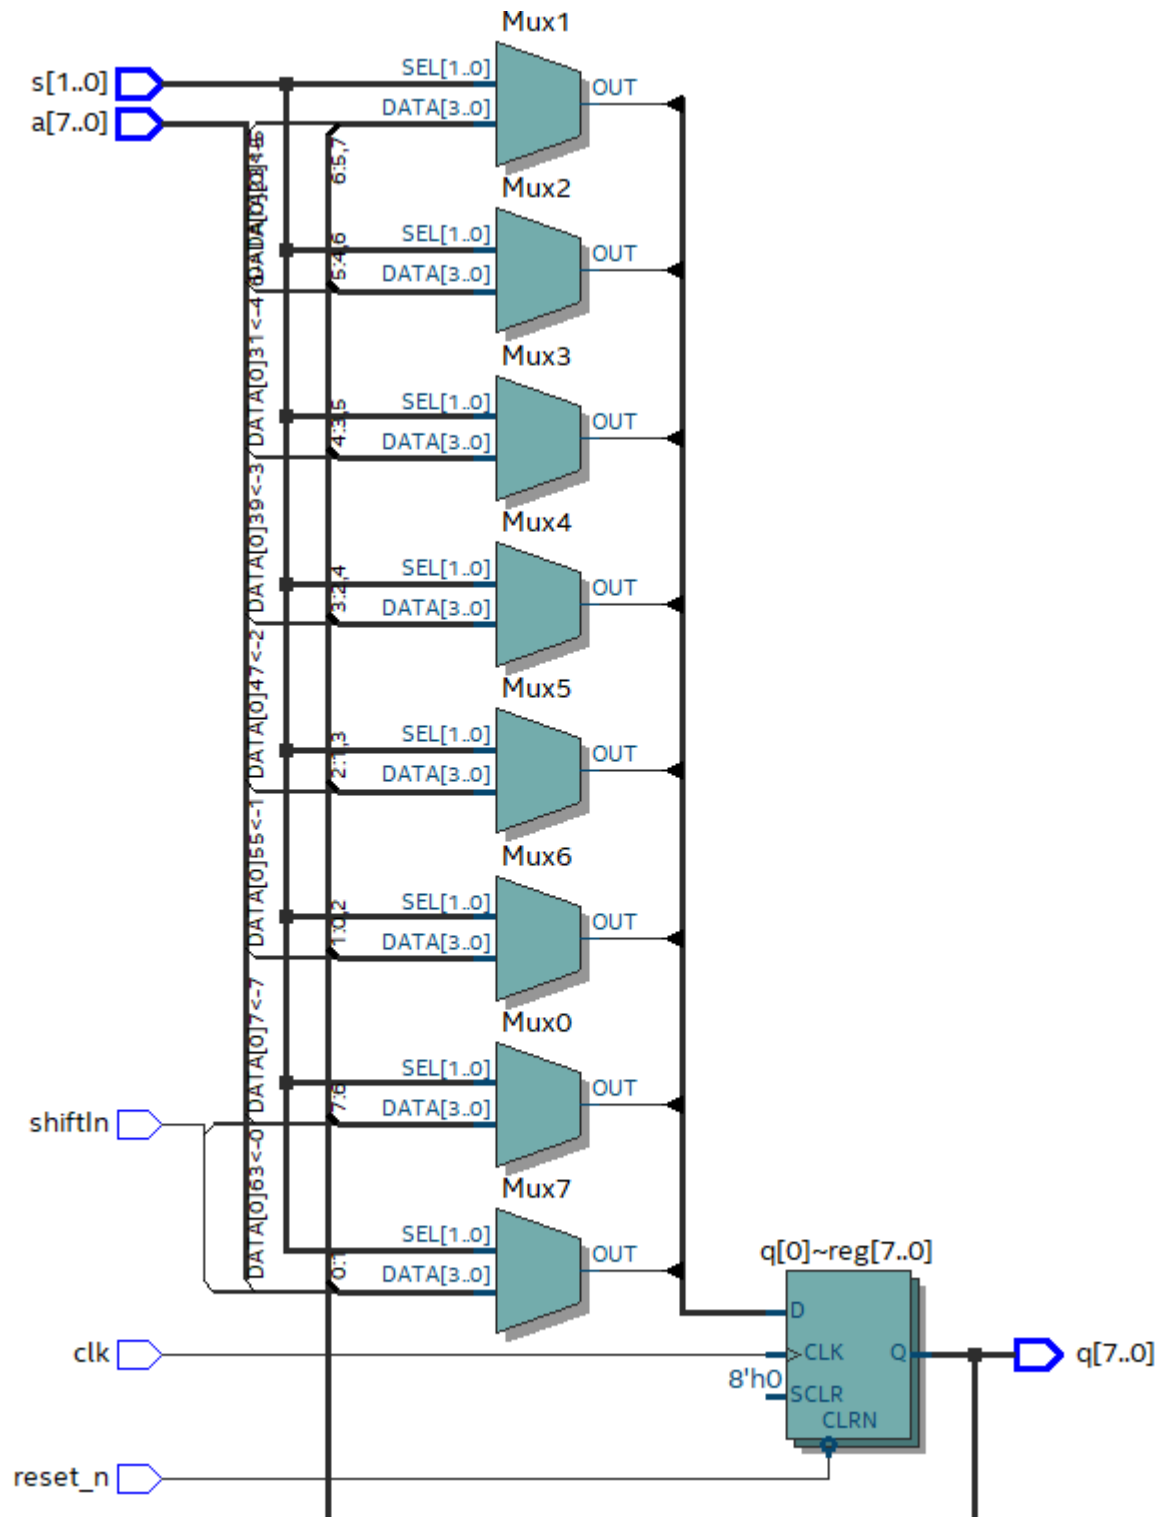 Mux1
s[1..0]
SEL[1..0]
OUT
a[7..0]
DATA[3..0]
6:5,7
Mux2
SEL[1..0]
OUT
5:4,6
DATA[3..0]
DATA[0]31<-4
Mux3
SEL[1..0]
OUT
4:3,5
DATA[3..0]
DATA[0]39<-3
Mux4
SEL[1..0]
OUT
3:2,4
DATA[3..0]
DATA[0]47<-2
Mux5
SEL[1..0]
OUT
2:1,3
DATA[3..0]
DATA[0]55<-1
Mux6
SEL[1..0]
OUT
1:0,2
DATA[3..0]
DATA[0]7<-7
Mux0
SEL[1..0]
OUT
7:6
shiftIn
DATA[3..0]
DATA[0]63<-0
Mux7
SEL[1..0]
OUT
0:1
DATA[3..0]
q[0]~reg[7..0]
D
clk
CLK
Q
q[7..0]
8'h0
SCLR
CLRN
reset_n